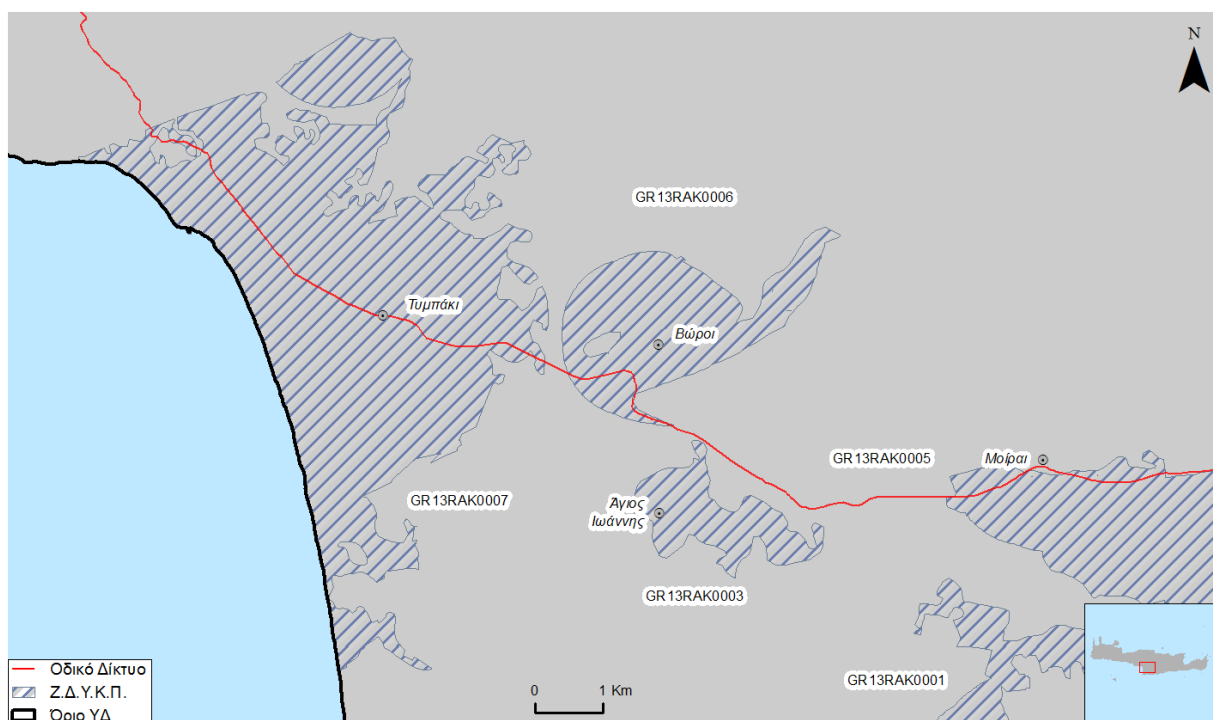 N
GR13RAK0006
Τυμπάκι
Βώροι
GR13RAK0005
Μοίραι
GR13RAK0007
Άγιος
Ιωάννης
GR13RAK0003
GR13RAK0001
Οδικό Δίκτυο
Ζ.Δ.Υ.Κ.Π.
Όριο ΥΔ
0 1 Km